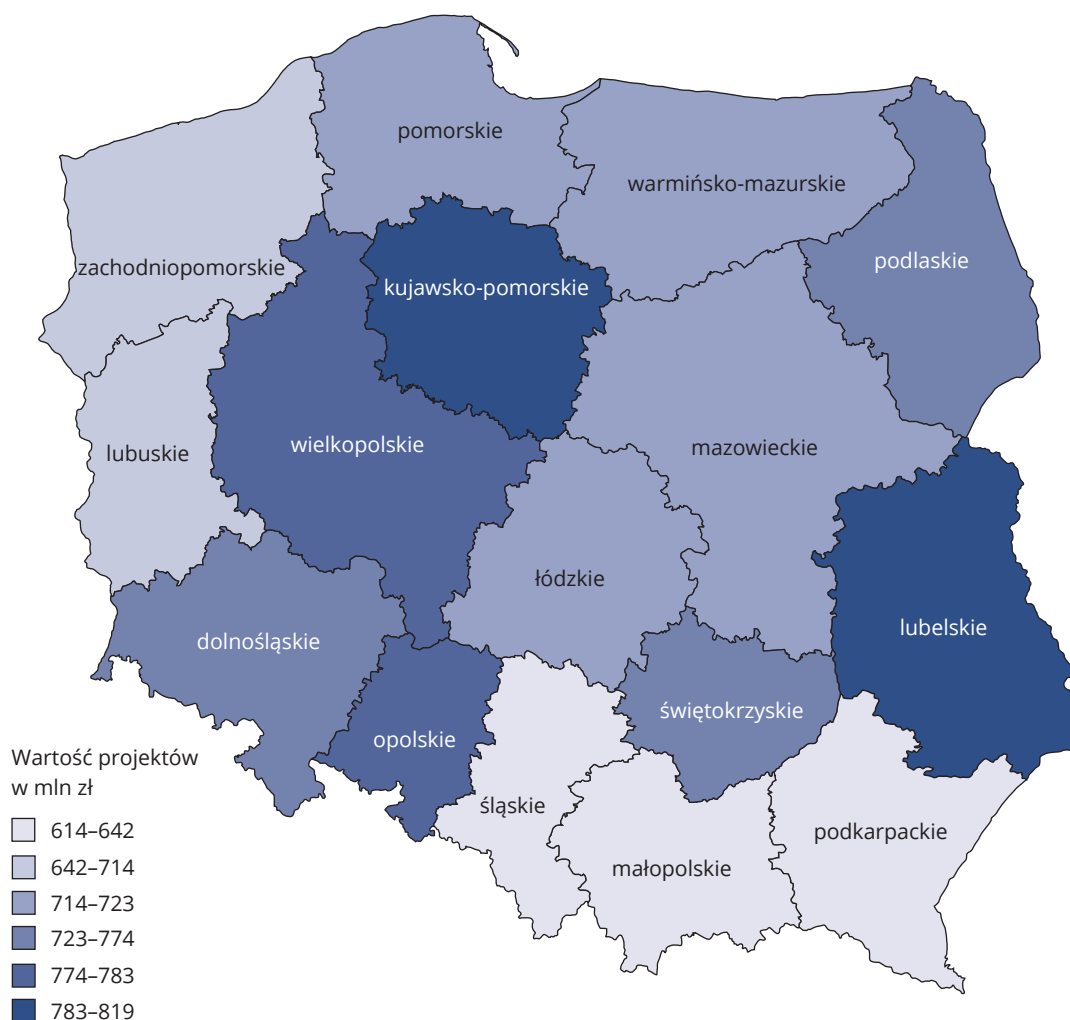 pomorskie
warmińsko-mazurskie
podlaskie
zachodniopomorskie
kujawsko-pomorskie
lubuskie
wielkopolskie
mazowieckie
łódzkie
dolnośląskie
lubelskie
opolskie
świętokrzyskie
śląskie
małopolskie
podkarpackie
Wartość projektów
w mln zł
614–642
642–714
714–723
723–774
774–783
783–819